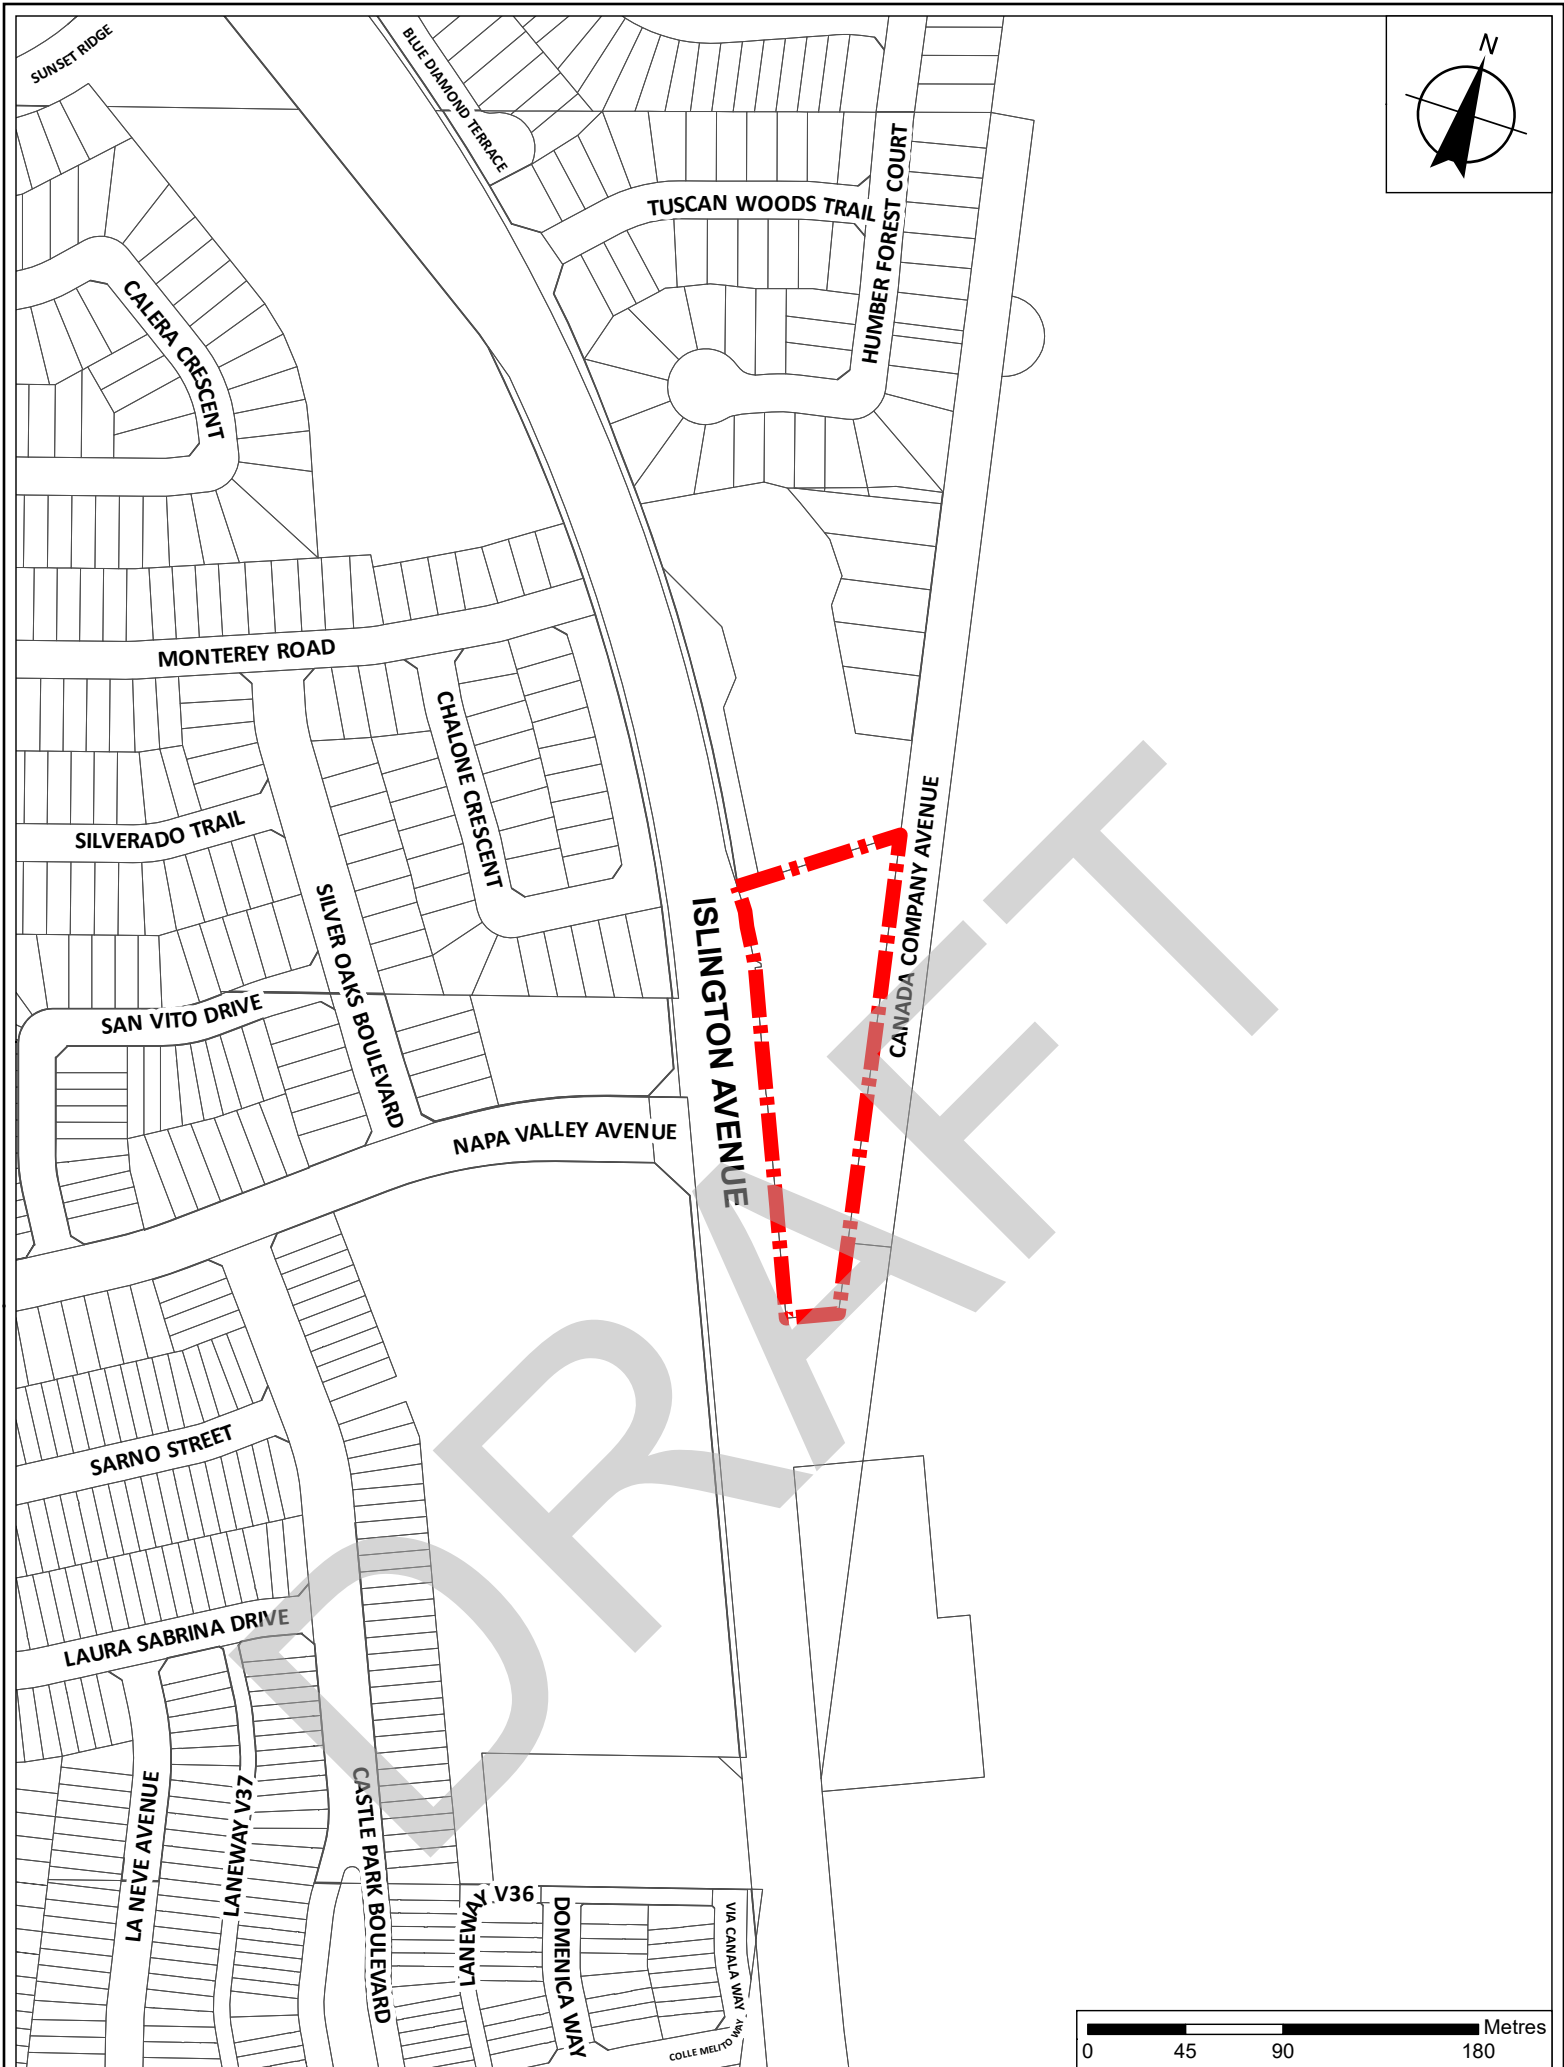 SUNSET RIDGE
BLUE DIAMOND TERRACE
N
TUSCAN WOODS TRAIL
HUMBER FOREST COURT
CALERA CRESCENT
MONTEREY ROAD
CHALONE CRESCENT
SILVERADO TRAIL
SILVER OAKS BOULEVARD
ISLINGTON AVENUE
CANADA COMPANY AVENUE
SAN VITO DRIVE
NAPA VALLEY AVENUE
DRAFT
SARNO STREET
LAURA SABRINA DRIVE
LA NEVE AVENUE
LANEWAY V37
CASTLE PARK BOULEVARD
LANEWAY V36
DOMENICA WAY
VIA CANALA WAY
COLLE MELITO WAY
Metres
0 45 90 180